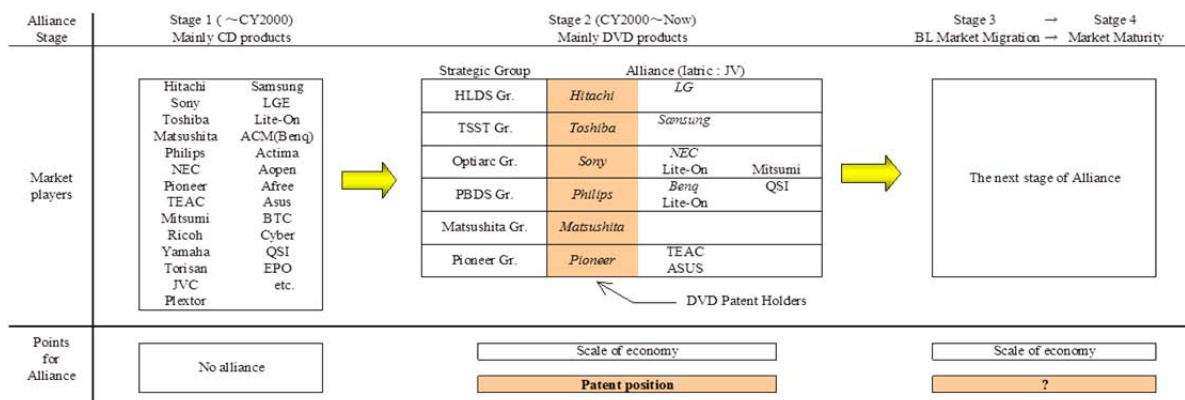 Alliance Stage
Stage 1 ( ~CY2000)
Mainly CD products
Stage 2 (CY2000~Now)
Mainly DVD products
Stage 3 → Satge 4
BL Market Migration → Market Maturity
Market players
Hitachi Samsung
Sony LGE
Toshiba Lite-On
Matsushita ACM(Benq)
Philips Actima
NEC Aopen
Pioneer Afree
TEAC Asus
Mitsumi BTC
Ricoh Cyber
Yamaha QSI
Torisan EPO
JVC etc.
Plextor
Strategic Group Alliance (Iatric : JV)
HLDS Gr. Hitachi LG
TSST Gr. Toshiba Samsung
Optiarc Gr. Sony NEC
Lite-On Mitsumi
PBDS Gr. Philips Benq QSI
Lite-On
Matsushita Gr. Matsushita
Pioneer Gr. Pioneer TEAC
ASUS
DVD Patent Holders
The next stage of Alliance
Points for Alliance
No alliance
Scale of economy
Patent position
Scale of economy
?